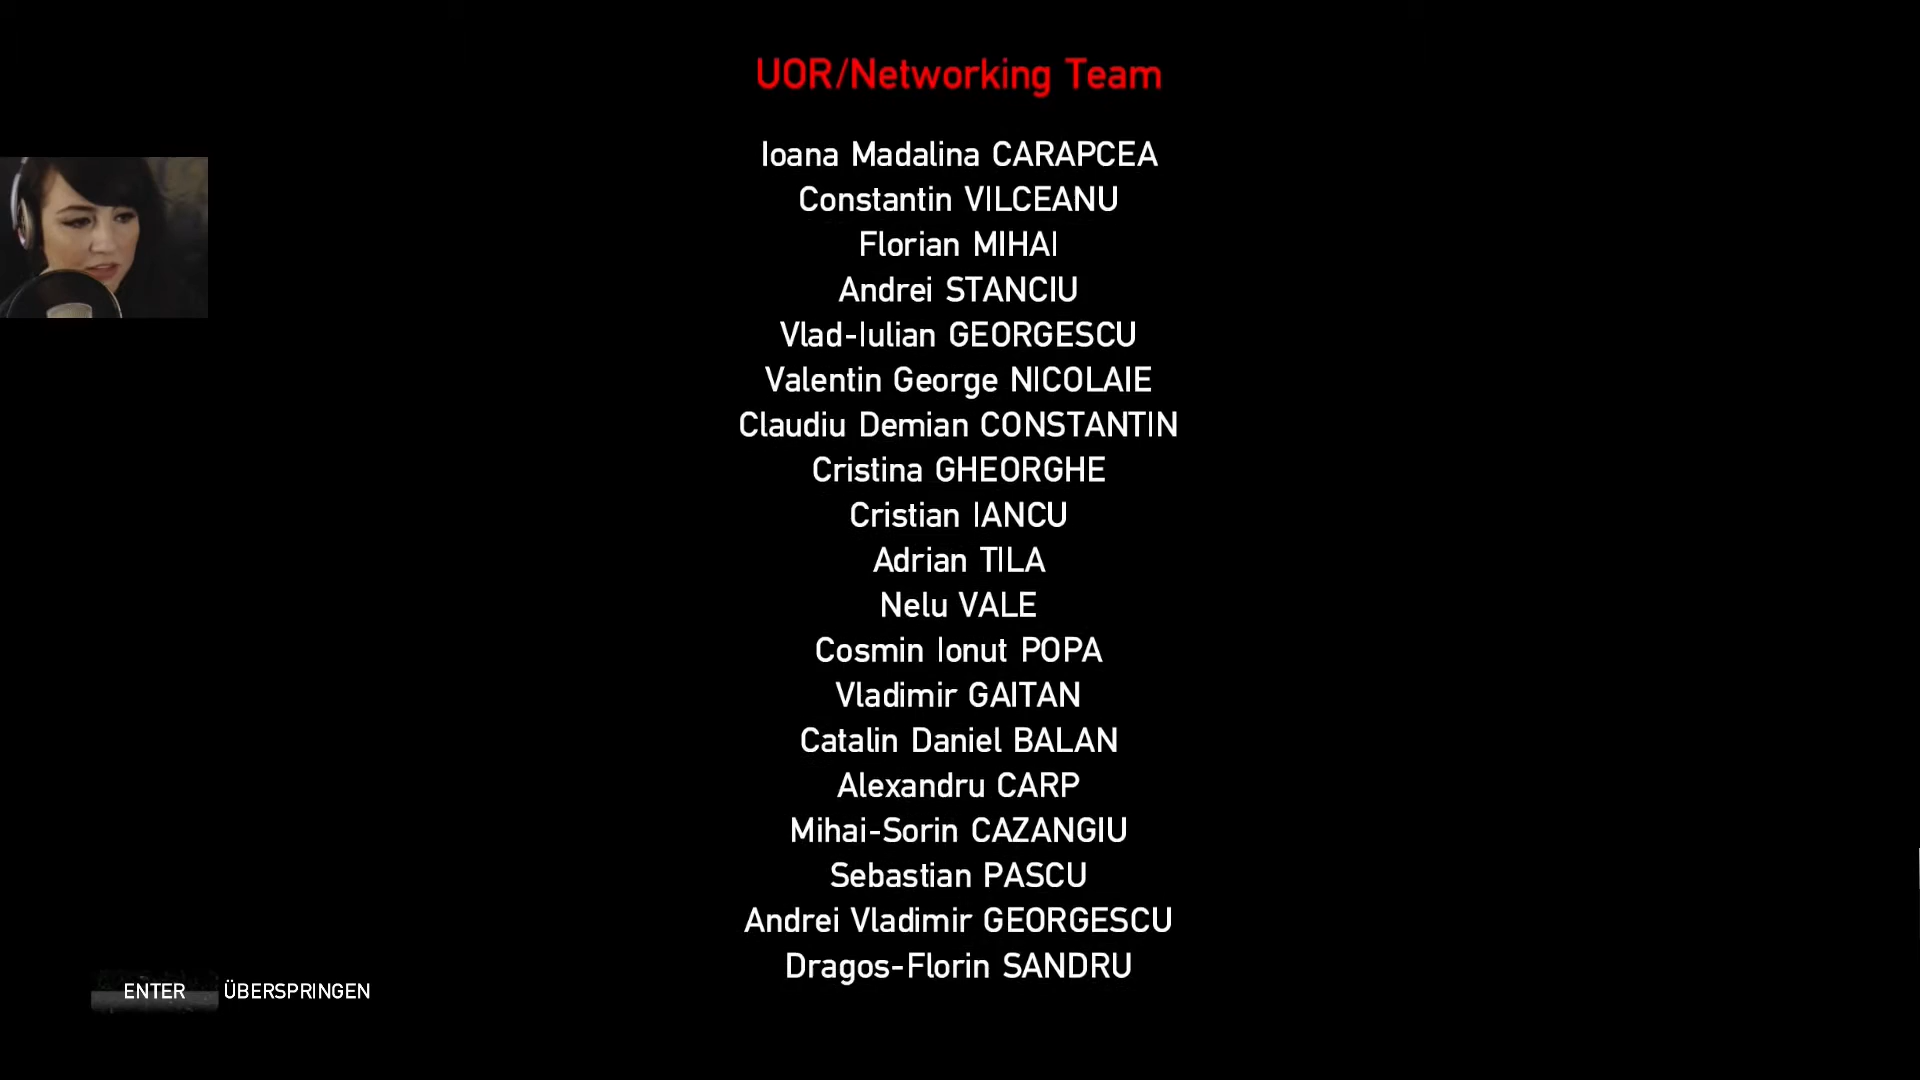 UOR/Networking Team
Ioana Madalina CARAPCEA
Constantin VILCEANU
Florian MIHAI
Andrei STANCIU
Vlad-Iulian GEORGESCU
Valentin George NICOLAIE
Claudiu Demian CONSTANTIN
Cristina GHEORGHE
Cristian IANCU
Adrian TILA
Nelu VALE
Cosmin Ionut POPA
Vladimir GAITAN
Catalin Daniel BALAN
Alexandru CARP
Mihai-Sorin CAZANGIU
Sebastian PASCU
Andrei Vladimir GEORGESCU
Dragos-Florin SANDRU
ENTER ÜBERSPRINGEN